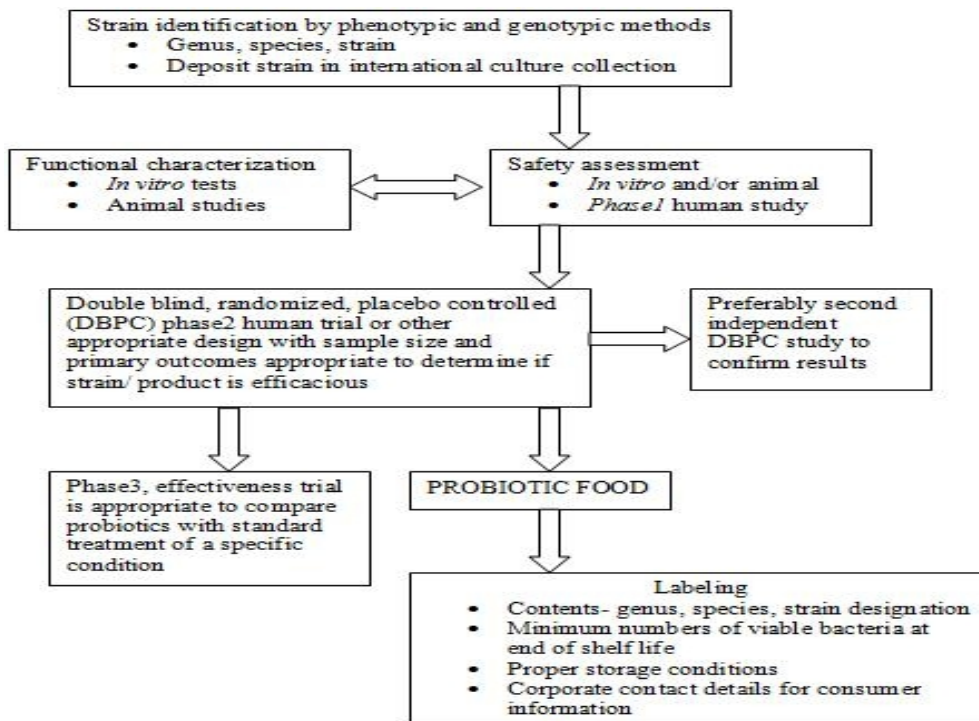 Strain identification by phenotypic and genotypic methods
• Genus, species, strain
• Deposit strain in international culture collection
Functional characterization
• In vitro tests
• Animal studies
Safety assessment
• In vitro and/or animal
• Phase1 human study
Double blind, randomized, placebo controlled
(DBPC) phase2 human trial or other
appropriate design with sample size and
primary outcomes appropriate to determine if
strain/ product is efficacious
Preferably second
independent
DBPC study to
confirm results
Phase3, effectiveness trial
is appropriate to compare
probiotics with standard
treatment of a specific
condition
PROBIOTIC FOOD
Labeling
• Contents- genus, species, strain designation
• Minimum numbers of viable bacteria at
end of shelf life
• Proper storage conditions
• Corporate contact details for consumer
information